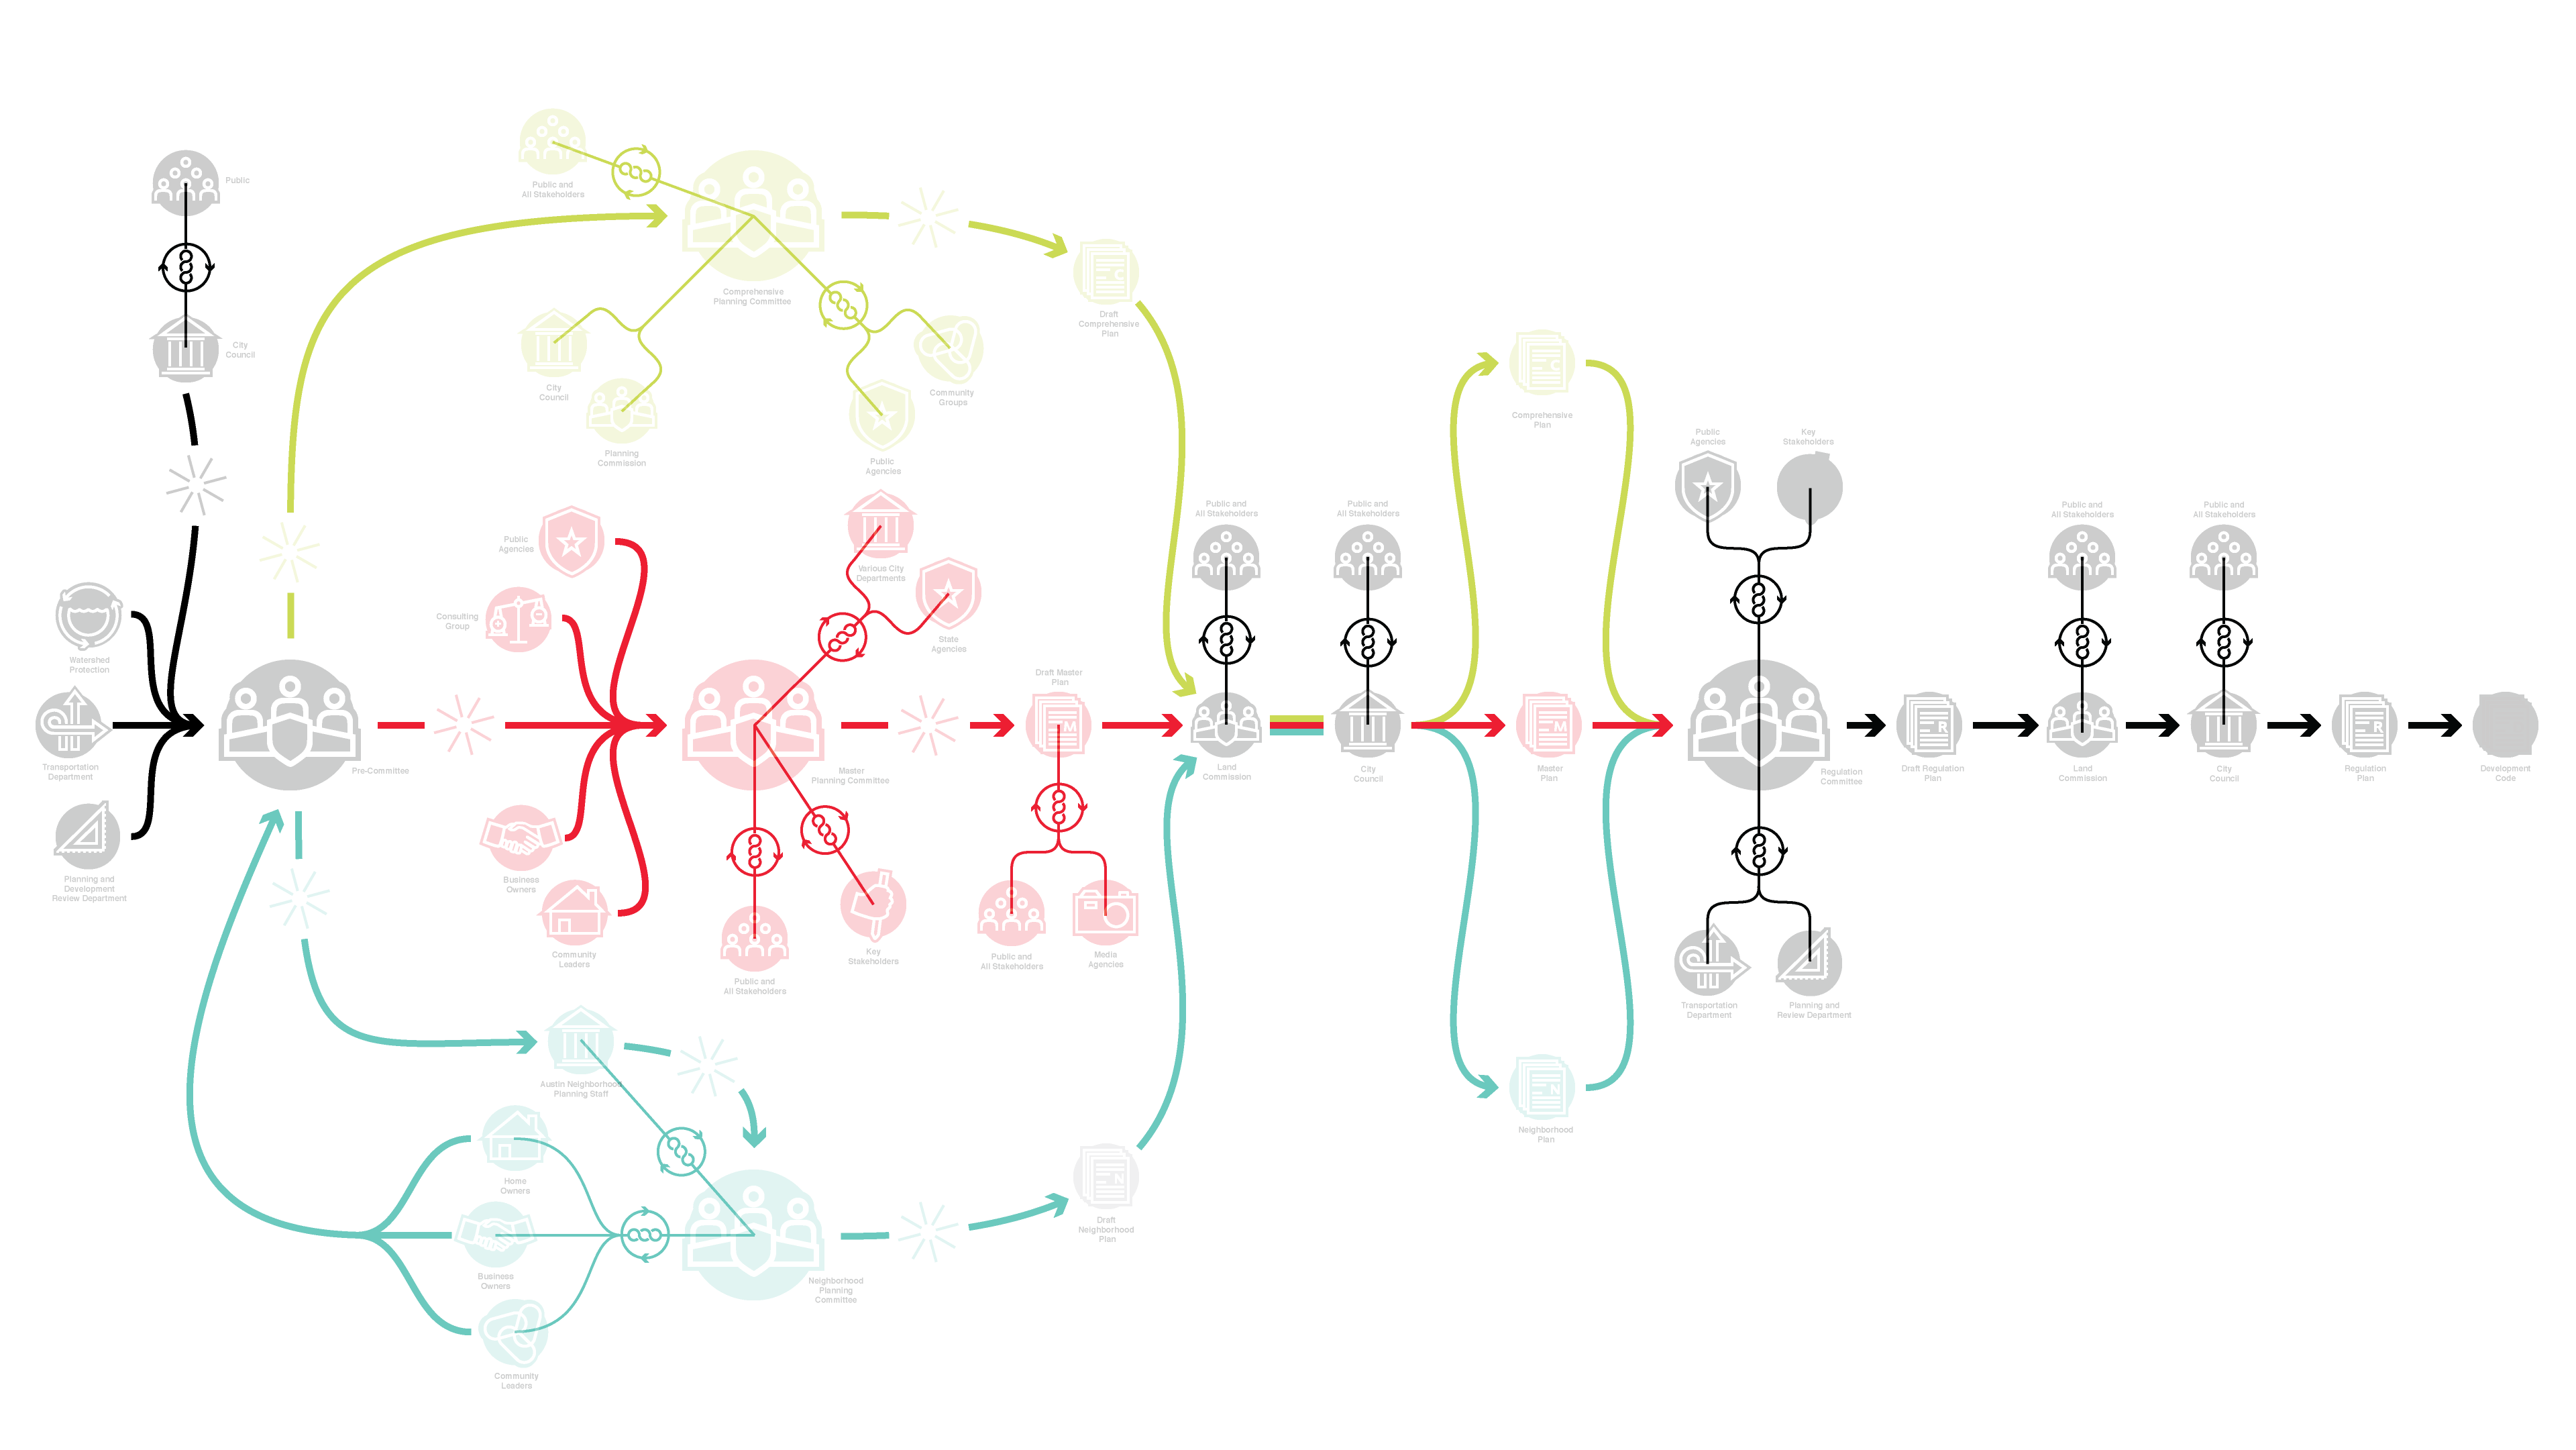 Public
City
Council
Watershed
Protection
Transportation
Department
Planning and
Development
Review Department
Pre-Committee
Public and
All Stakeholders
Comprehensive
Planning Committee
City
Council
Planning
Commission
Public
Agencies
Community
Groups
Draft
Comprehensive
Plan
C
Public
Agencies
Consulting
Group
Business
Owners
Community
Leaders
Various City
Departments
State
Agencies
Master
Planning Committee
Public and
All Stakeholders
Key
Stakeholders
Draft Master
Plan
M
Public and
All Stakeholders
Media
Agencies
Austin Neighborhood
Planning Staff
Home
Owners
Business
Owners
Community
Leaders
Neighborhood
Planning
Committee
N
Draft
Neighborhood
Plan
Public and
All Stakeholders
Land
Commission
Public and
All Stakeholders
City
Council
C
Comprehensive
Plan
M
Master
Plan
N
Neighborhood
Plan
Public
Agencies
Key
Stakeholders
Regulation
Committee
Transportation
Department
Planning and
Review Department
R
Draft Regulation
Plan
Public and
All Stakeholders
Land
Commission
Public and
All Stakeholders
City
Council
R
Regulation
Plan
Development
Code